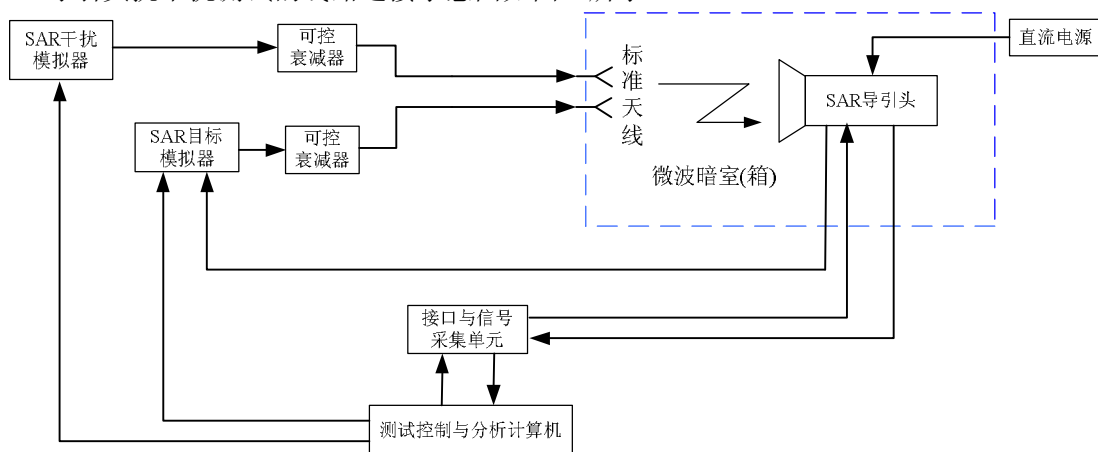 SAR干扰
模拟器
可控
衰减器
标
准
天
线
直流电源
SAR导引头
SAR目标
模拟器
可控
衰减器
微波暗室(箱)
接口与信号
采集单元
测试控制与分析计算机